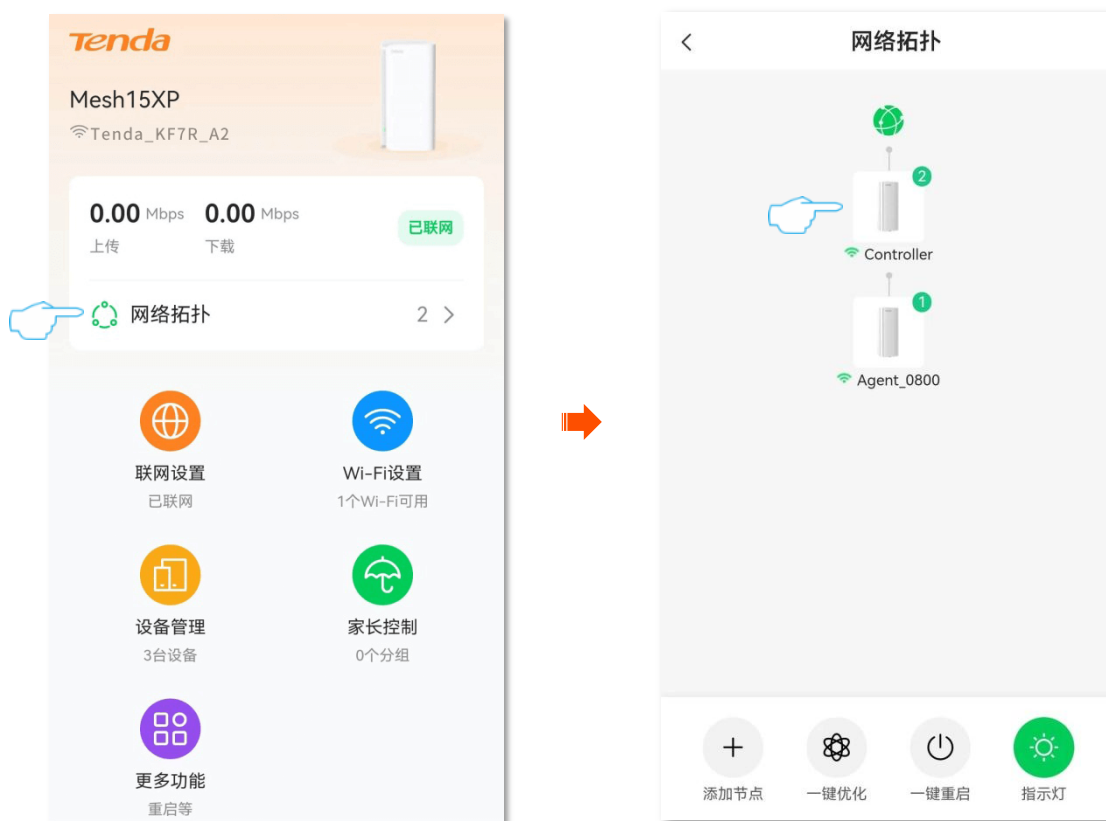 Tenda
Mesh15XP
Tenda_KF7R_A2
0.00 Mbps 0.00 Mbps
上传 下载
已联网
网络拓扑 2
联网设置 Wi-Fi设置
已联网 1个Wi-Fi可用
设备管理 家长控制
3台设备 0个分组
更多功能
重启等
网络拓扑
2
Controller
1
Agent_0800
添加节点 一键优化 一键重启 指示灯